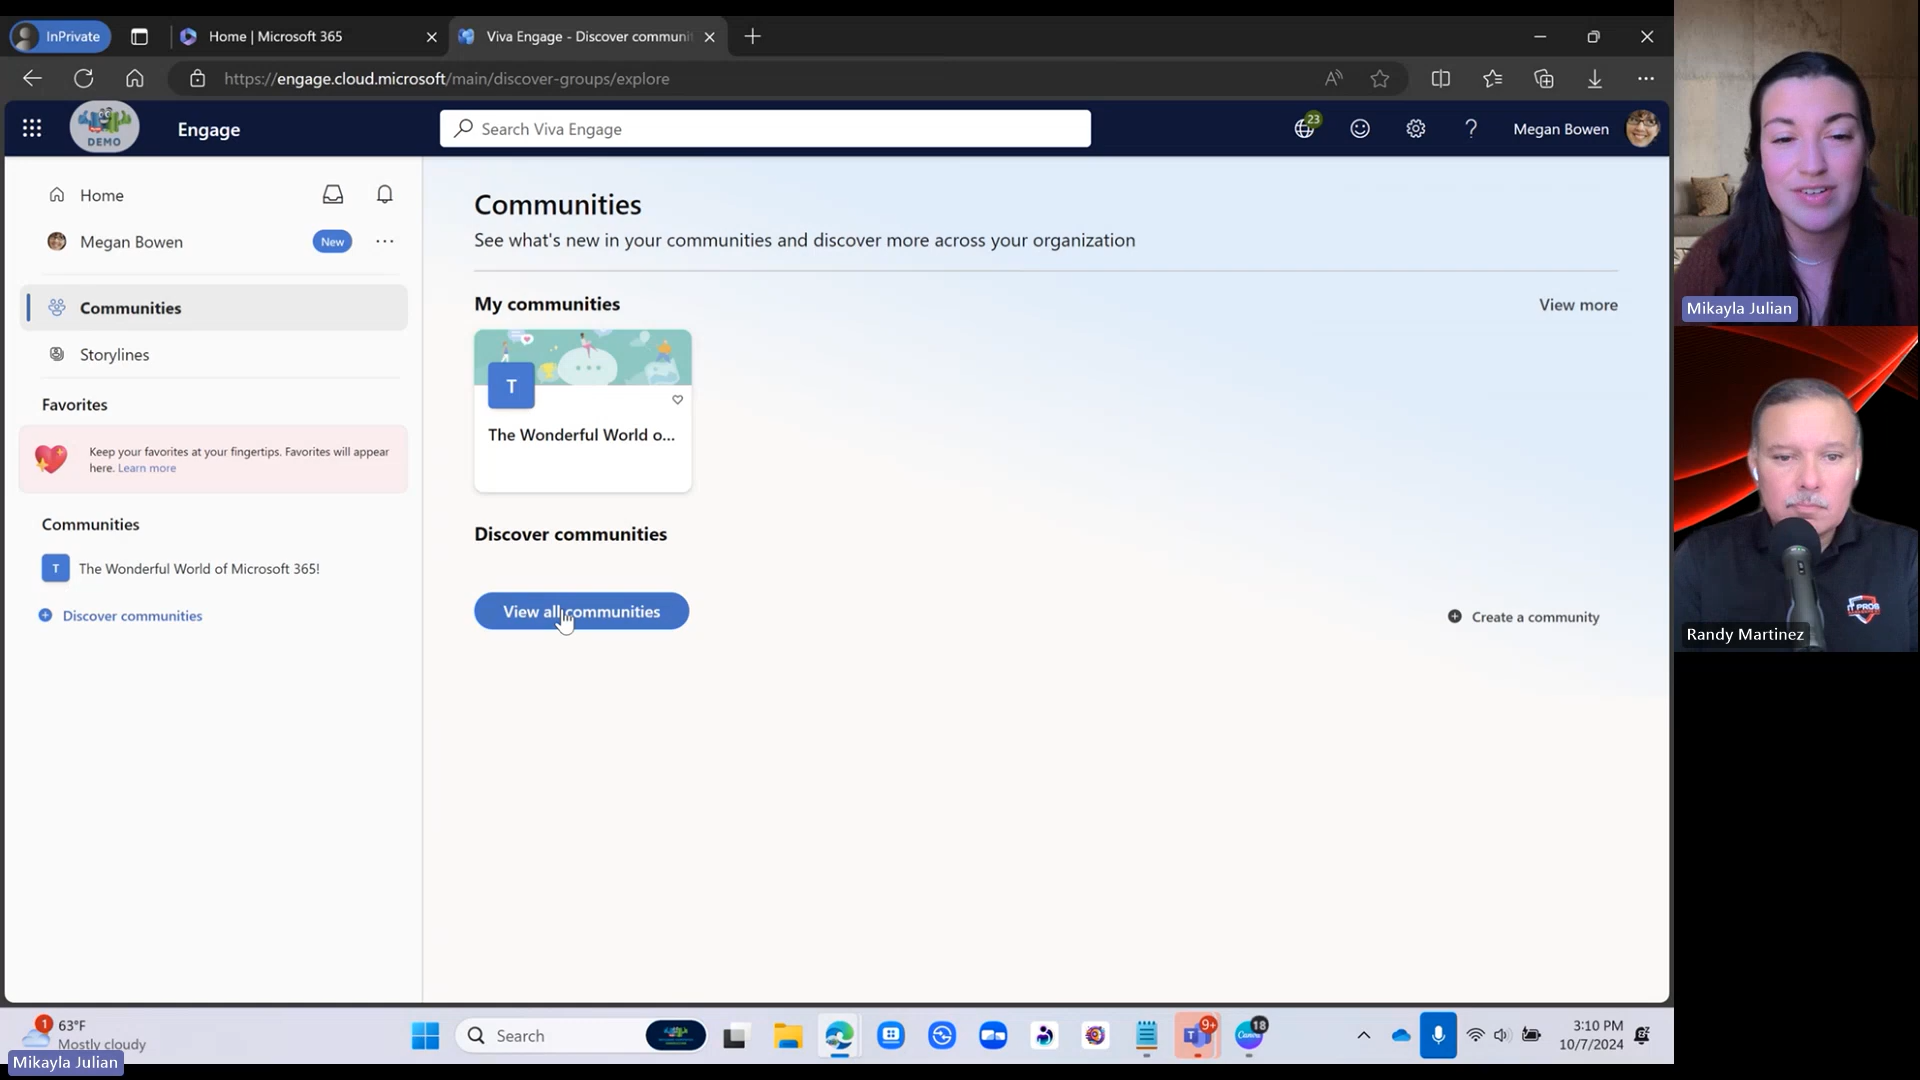 InPrivate
Home | Microsoft 365
Viva Engage - Discover communi
https://engage.cloud.microsoft/main/discover-groups/explore
DEMO
Engage
Search Viva Engage
23
Megan Bowen
Home
Megan Bowen
New
Communities
Storylines
Favorites
Keep your favorites at your fingertips. Favorites will appear
here. Learn more
Communities
T
The Wonderful World of Microsoft 365!
Discover communities
Communities
See what's new in your communities and discover more across your organization
My communities
View more
T
The Wonderful World o...
Discover communities
View all communities
Create a community
Mikayla Julian
IT PROS
Randy Martinez
1
63°F
Mostly cloudy
Search
9+
Canva
18
3:10 PM
10/7/2024
Mikayla Julian